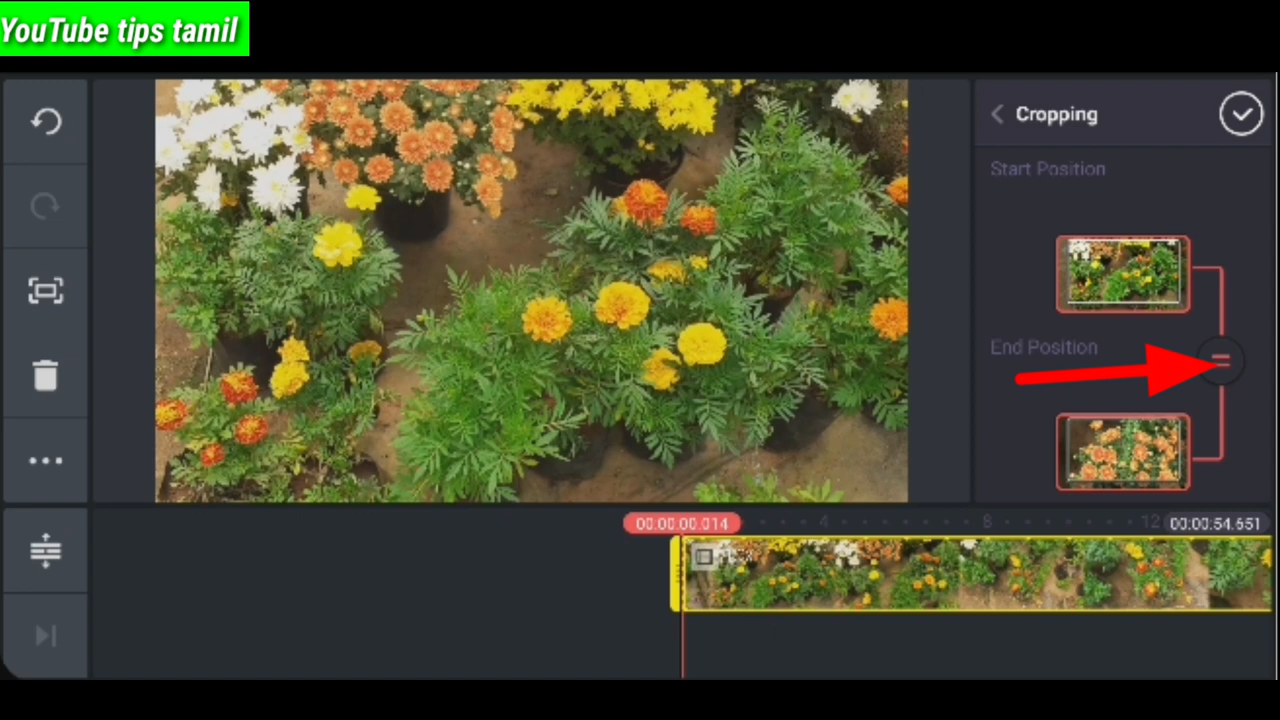 YouTube tips tamil
Cropping
Start Position
End Position
00:00:00.014
4
8
12
00:00:54.651